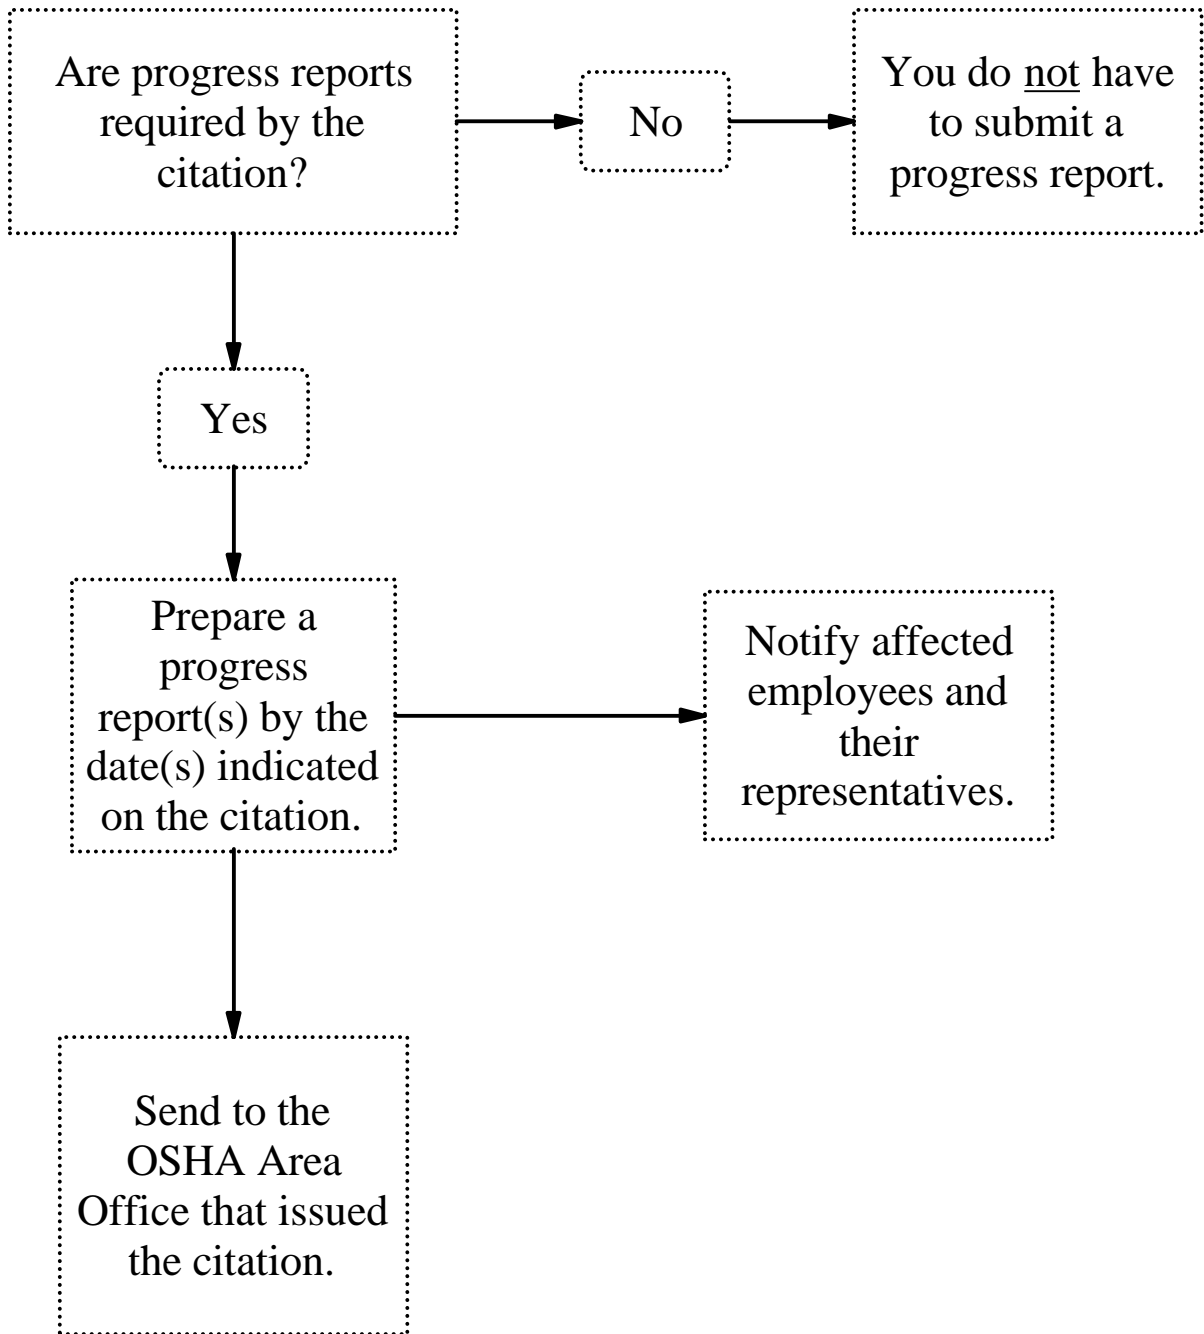 Are progress reports
required by the
citation?
No
You do not have
to submit a
progress report.
Yes
Prepare a
progress
report(s) by the
date(s) indicated
on the citation.
Notify affected
employees and
their
representatives.
Send to the
OSHA Area
Office that issued
the citation.